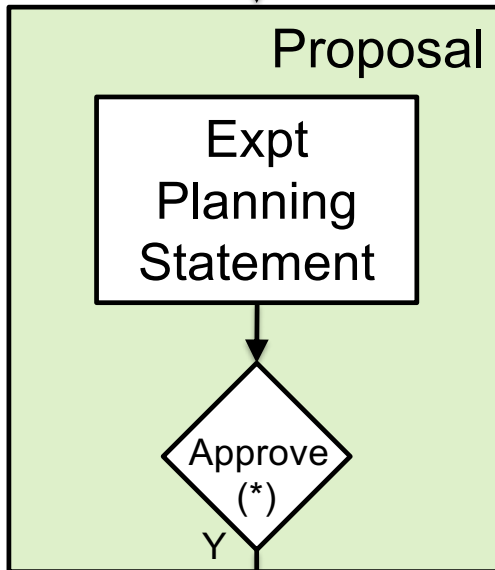 Proposal
Expt
Planning
Statement
Approve
(*)
Y